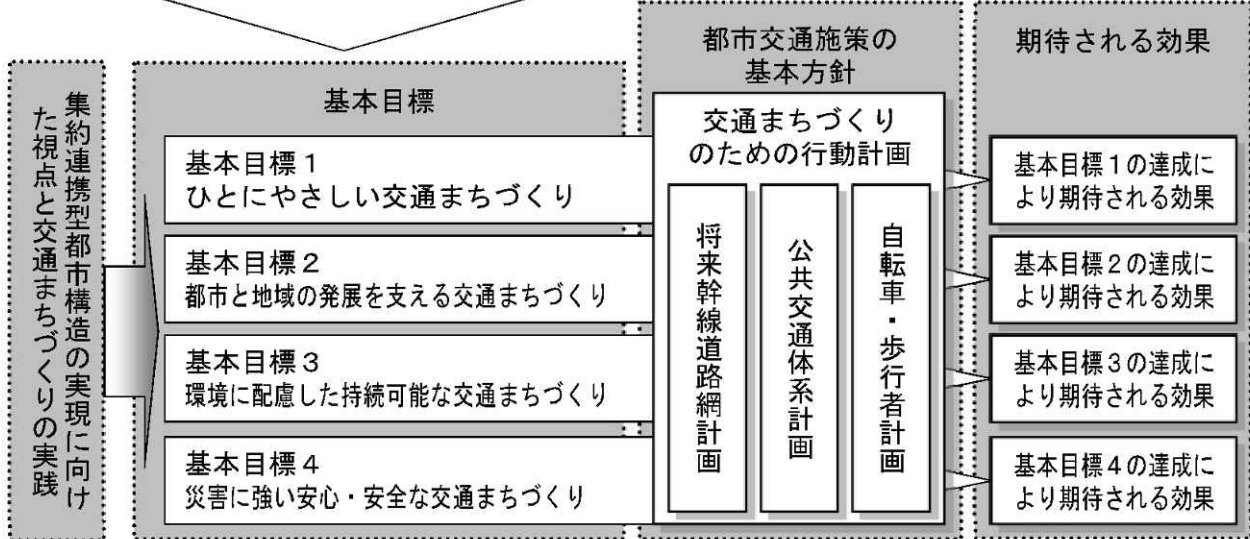 集約連携型都市構造の実現に向け
た視点と交通まちづくりの実践
基本目標
基本目標１
ひとにやさしい交通まちづくり
基本目標２
都市と地域の発展を支える交通まちづくり
基本目標３
環境に配慮した持続可能な交通まちづくり
基本目標４
災害に強い安心・安全な交通まちづくり
都市交通施策の
基本方針
交通まちづくり
のための行動計画
将来幹線道路網計画
公共交通体系計画
自転車・歩行者計画
期待される効果
基本目標１の達成に
より期待される効果
基本目標２の達成に
より期待される効果
基本目標３の達成に
より期待される効果
基本目標４の達成に
より期待される効果